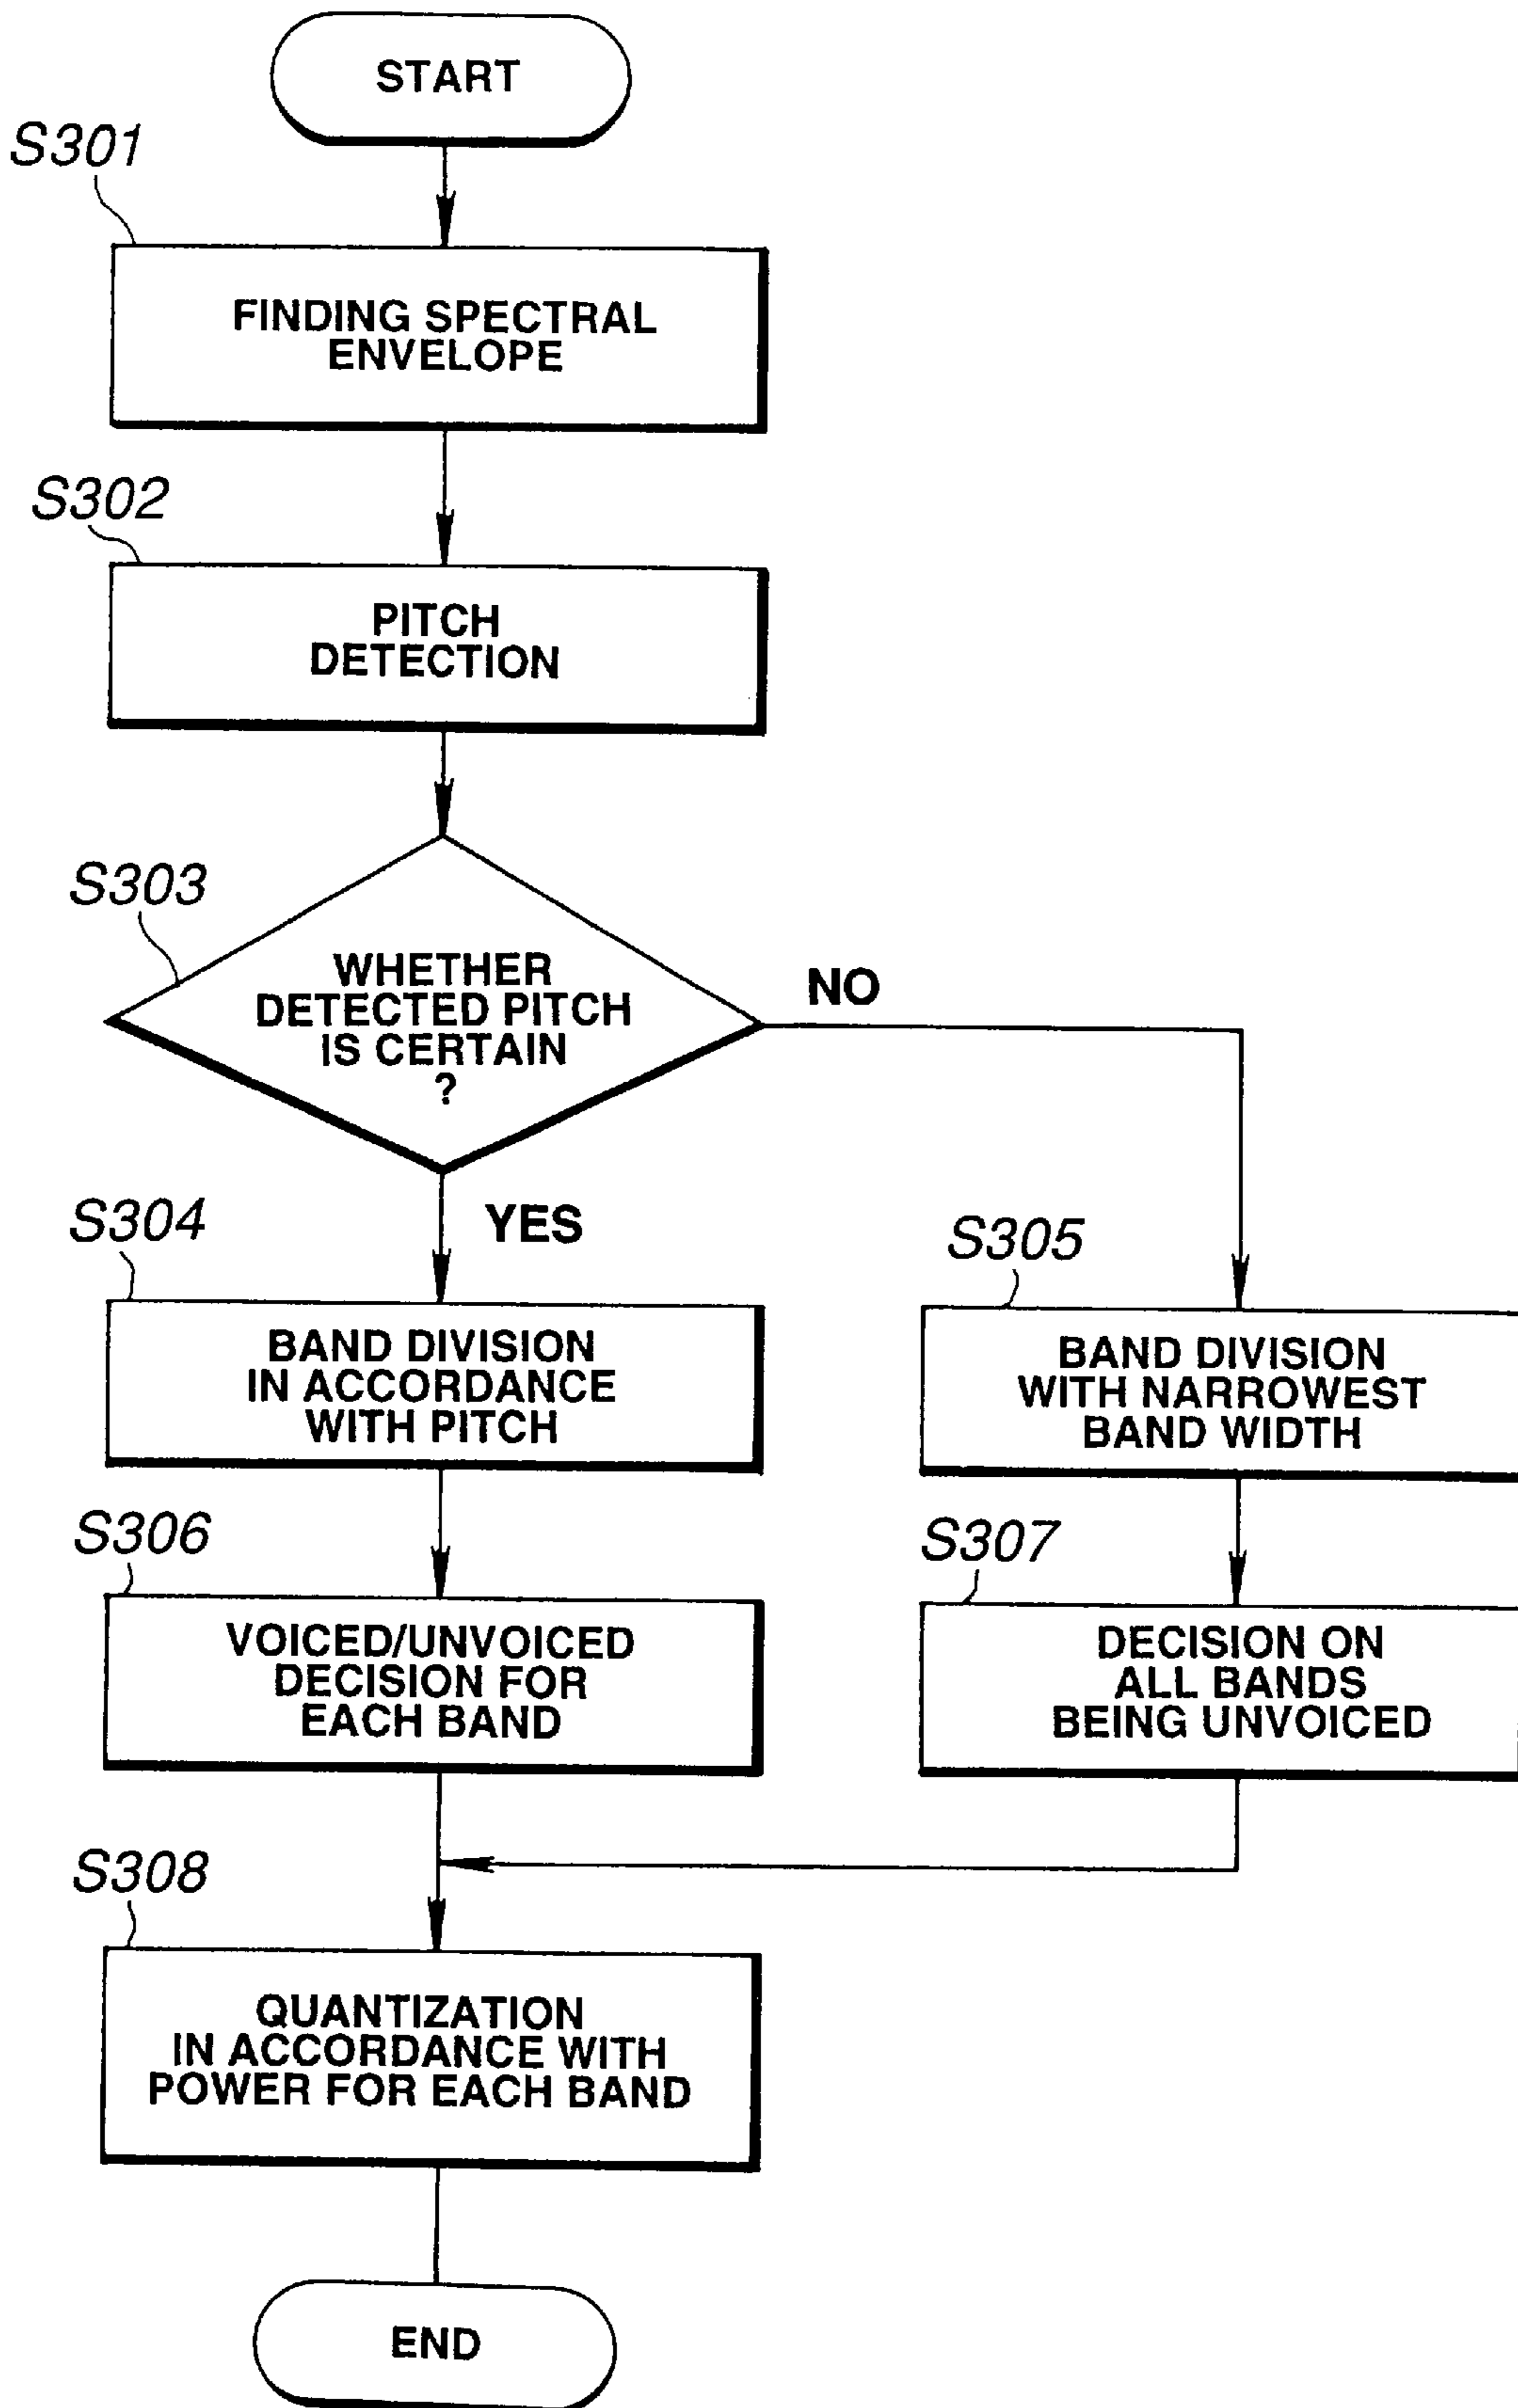 START
S301
FINDING SPECTRAL
ENVELOPE
S302
PITCH
DETECTION
S303
WHETHER
DETECTED PITCH
IS CERTAIN
?
NO
YES
S304
BAND DIVISION
IN ACCORDANCE
WITH PITCH
S305
BAND DIVISION
WITH NARROWEST
BAND WIDTH
S306
VOICED/UNVOICED
DECISION FOR
EACH BAND
S307
DECISION ON
ALL BANDS
BEING UNVOICED
S308
QUANTIZATION
IN ACCORDANCE WITH
POWER FOR EACH BAND
END